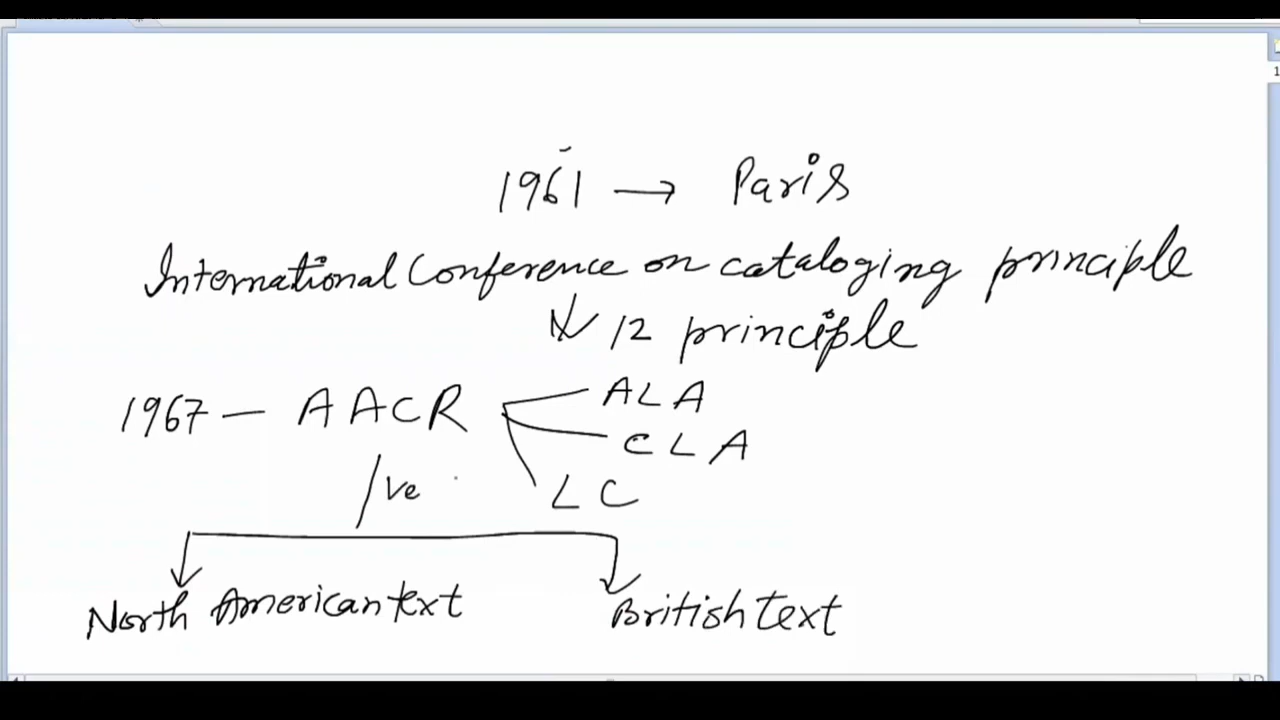 1961 → Paris
International Conference on cataloging principle
12 principle
1967 — AACR
ALA
CLA
LC
Ve
North American text
British text